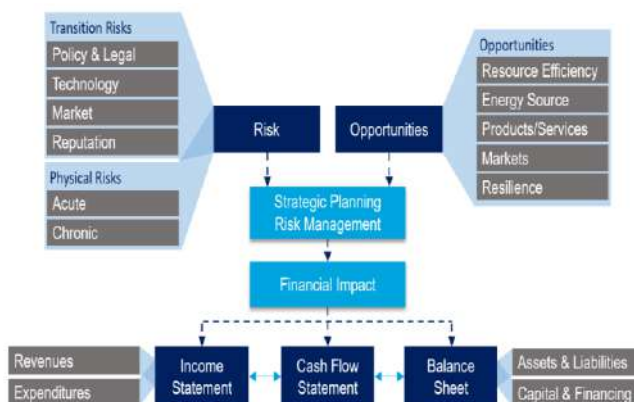 Transition Risks
Policy & Legal
Technology
Market
Reputation
Physical Risks
Acute
Chronic
Risk
Opportunities
Opportunities
Resource Efficiency
Energy Source
Products/Services
Markets
Resilience
Strategic Planning
Risk Management
Financial Impact
Revenues
Expenditures
Income
Statement
Cash Flow
Statement
Balance
Sheet
Assets & Liabilities
Capital & Financing